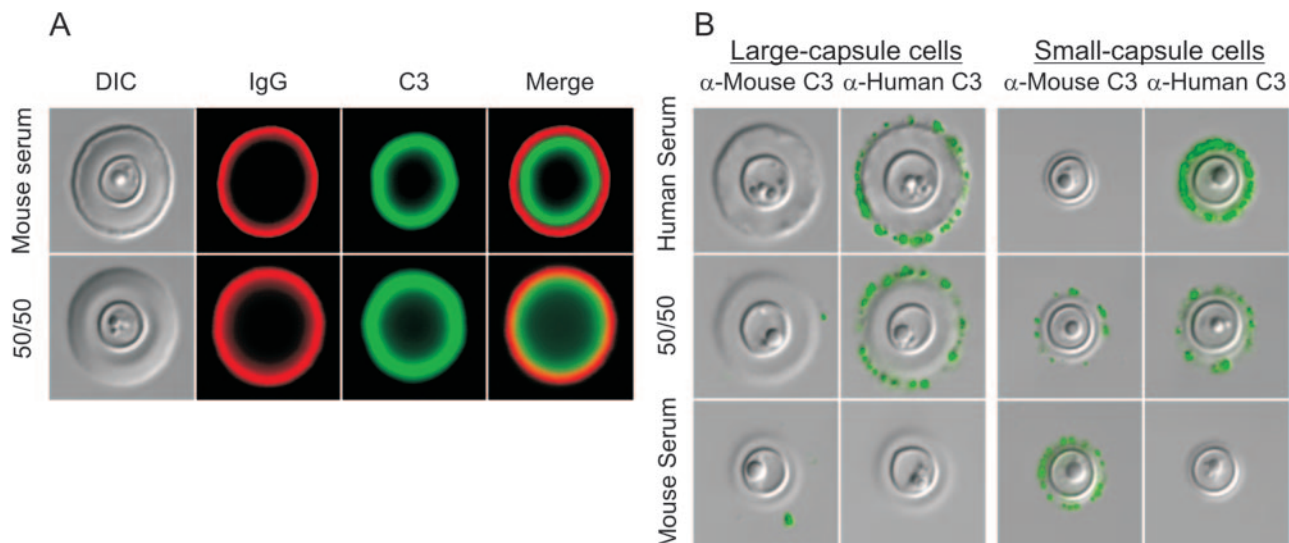 A
DIC IgG C3 Merge
Mouse serum
50/50
B
Large-capsule cells Small-capsule cells
α-Mouse C3 α-Human C3 α-Mouse C3 α-Human C3
Human Serum
50/50
Mouse Serum